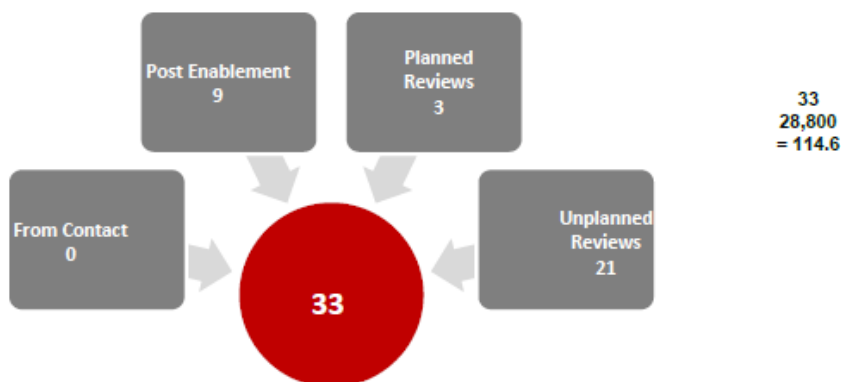 Post Enablement
9
Planned
Reviews
3
33
28,800
= 114.6
From Contact
0
Unplanned
Reviews
21
33